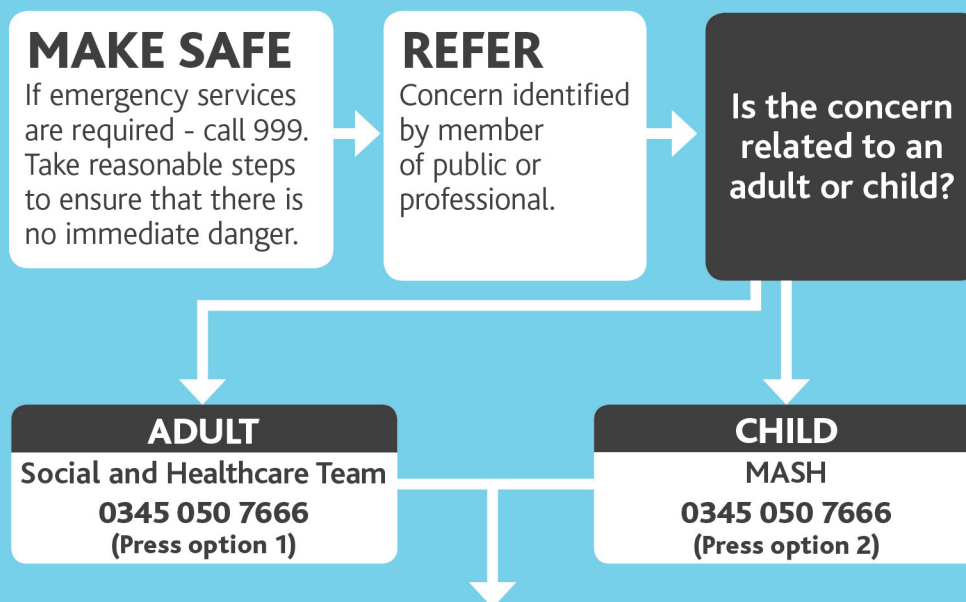 MAKE SAFE
If emergency services
are required - call 999.
Take reasonable steps
to ensure that there is
no immediate danger.
REFER
Concern identified
by member
of public or
professional.
Is the concern
related to an
adult or child?
ADULT
Social and Healthcare Team
0345 050 7666
(Press option 1)
CHILD
MASH
0345 050 7666
(Press option 2)